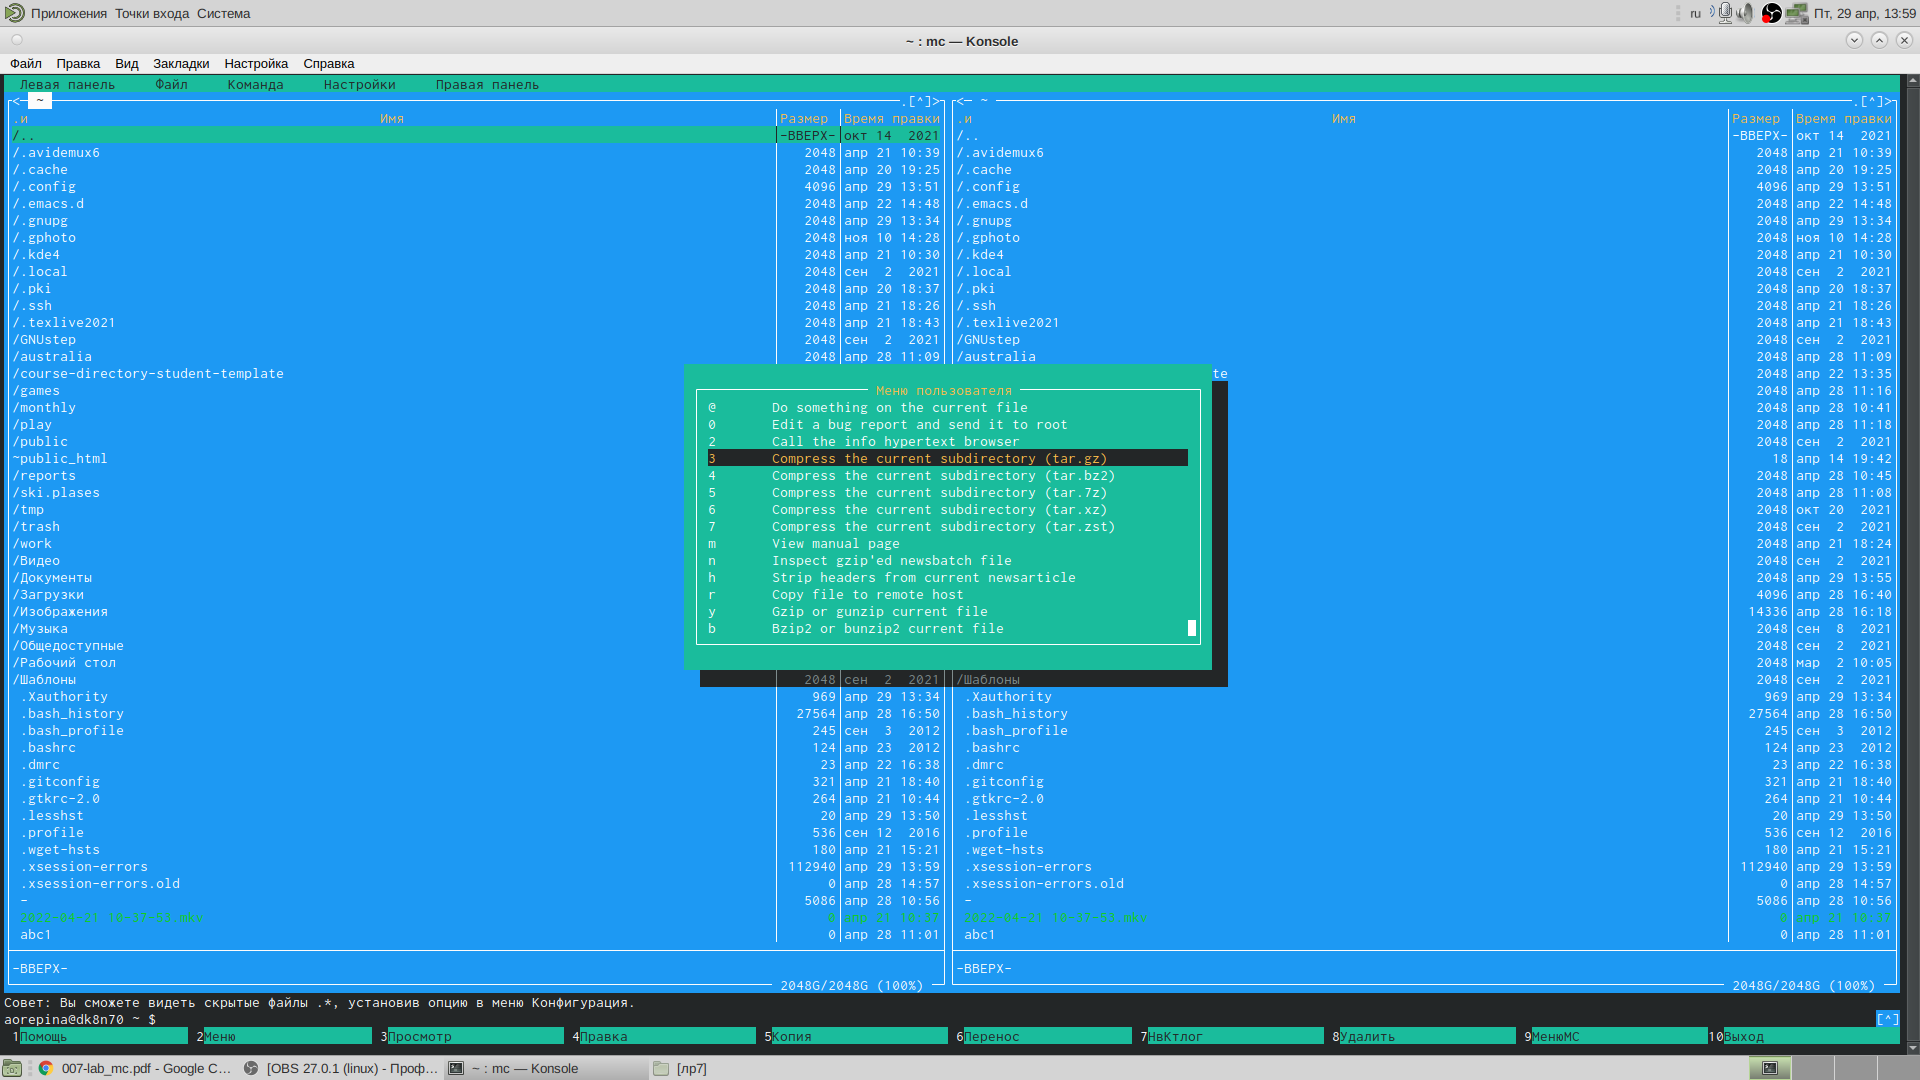 Приложения Точки входа Система ru Пт, 29 апр, 13:59
~ : mc — Konsole
Файл Правка Вид Закладки Настройка Справка
Левая панель Файл Команда Настройки Правая панель
<─ ~ .[^]> <─ ~ .[^]>
.и Имя Размер Время правки .и Имя Размер Время правки
/.. -ВВЕРХ- окт 14 2021 /.. -ВВЕРХ- окт 14 2021
/.avidemux6 2048 апр 21 10:39 /.avidemux6 2048 апр 21 10:39
/.cache 2048 апр 20 19:25 /.cache 2048 апр 20 19:25
/.config 4096 апр 29 13:51 /.config 4096 апр 29 13:51
/.emacs.d 2048 апр 22 14:48 /.emacs.d 2048 апр 22 14:48
/.gnupg 2048 апр 29 13:34 /.gnupg 2048 апр 29 13:34
/.gphoto 2048 ноя 10 14:28 /.gphoto 2048 ноя 10 14:28
/.kde4 2048 апр 21 10:30 /.kde4 2048 апр 21 10:30
/.local 2048 сен 2 2021 /.local 2048 сен 2 2021
/.pki 2048 апр 20 18:37 /.pki 2048 апр 20 18:37
/.ssh 2048 апр 21 18:26 /.ssh 2048 апр 21 18:26
/.texlive2021 2048 апр 21 18:43 /.texlive2021 2048 апр 21 18:43
/GNUstep 2048 сен 2 2021 /GNUstep 2048 сен 2 2021
/australia 2048 апр 28 11:09 /australia 2048 апр 28 11:09
/course-directory-student-template te 2048 апр 22 13:35
/games Меню пользователя 2048 апр 28 11:16
/monthly @ Do something on the current file 2048 апр 28 10:41
/play 0 Edit a bug report and send it to root 2048 апр 28 11:18
/public 2 Call the info hypertext browser 2048 сен 2 2021
~public_html 3 Compress the current subdirectory (tar.gz) 18 апр 14 19:42
/reports 4 Compress the current subdirectory (tar.bz2) 2048 апр 28 10:45
/ski.plases 5 Compress the current subdirectory (tar.7z) 2048 апр 28 11:08
/tmp 6 Compress the current subdirectory (tar.xz) 2048 окт 20 2021
/trash 7 Compress the current subdirectory (tar.zst) 2048 сен 2 2021
/work m View manual page 2048 апр 21 18:24
/Видео n Inspect gzip'ed newsbatch file 2048 сен 2 2021
/Документы h Strip headers from current newsarticle 2048 апр 29 13:55
/Загрузки r Copy file to remote host 4096 апр 28 16:40
/Изображения y Gzip or gunzip current file 14336 апр 28 16:18
/Музыка b Bzip2 or bunzip2 current file 2048 сен 8 2021
/Общедоступные 2048 сен 2 2021
/Рабочий стол 2048 мар 2 10:05
/Шаблоны 2048 сен 2 2021 /Шаблоны 2048 сен 2 2021
.Xauthority 969 апр 29 13:34 .Xauthority 969 апр 29 13:34
.bash_history 27564 апр 28 16:50 .bash_history 27564 апр 28 16:50
.bash_profile 245 сен 3 2012 .bash_profile 245 сен 3 2012
.bashrc 124 апр 23 2012 .bashrc 124 апр 23 2012
.dmrc 23 апр 22 16:38 .dmrc 23 апр 22 16:38
.gitconfig 321 апр 21 18:40 .gitconfig 321 апр 21 18:40
.gtkrc-2.0 264 апр 21 10:44 .gtkrc-2.0 264 апр 21 10:44
.lesshst 20 апр 29 13:50 .lesshst 20 апр 29 13:50
.profile 536 сен 12 2016 .profile 536 сен 12 2016
.wget-hsts 180 апр 21 15:21 .wget-hsts 180 апр 21 15:21
.xsession-errors 112940 апр 29 13:59 .xsession-errors 112940 апр 29 13:59
.xsession-errors.old 0 апр 28 14:57 .xsession-errors.old 0 апр 28 14:57
- 5086 апр 28 10:56 - 5086 апр 28 10:56
abc1 0 апр 28 11:01 abc1 0 апр 28 11:01
-ВВЕРХ- -ВВЕРХ-
2048G/2048G (100%) 2048G/2048G (100%)
Совет: Вы сможете видеть скрытые файлы .*, установив опцию в меню Конфигурация.
aorepina@dk8n70 ~ $ [^]
1Помощь 2Меню 3Просмотр 4Правка 5Копия 6Перенос 7НвКтлог 8Удалить 9МенюМС 10Выход
007-lab_mc.pdf - Google C… [OBS 27.0.1 (linux) - Проф… ~ : mc — Konsole [лр7]